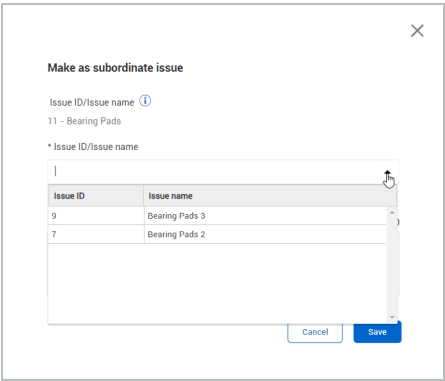 Make as subordinate issue
Issue ID/Issue name
11 - Bearing Pads
* Issue ID/Issue name
Issue ID Issue name
9 Bearing Pads 3
7 Bearing Pads 2
Cancel Save